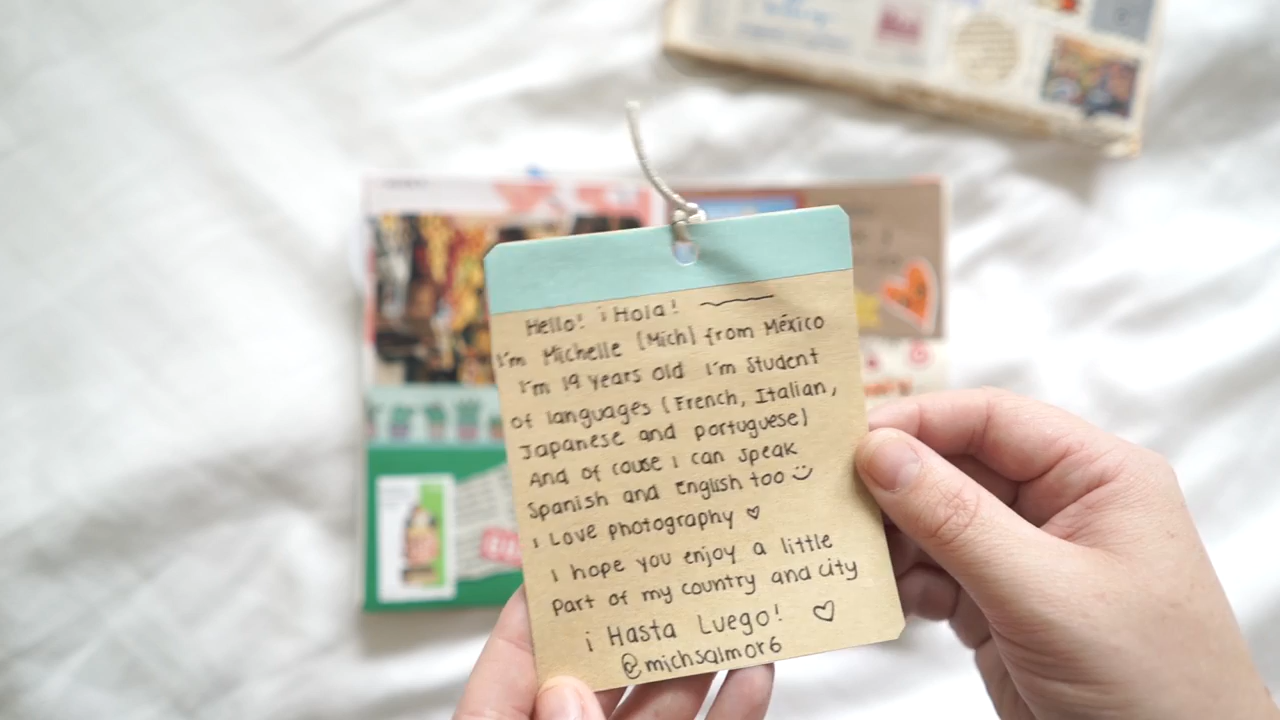 Hello! ¡Hola!
I'm Michelle (Mich) from México
I'm 19 years old I'm Student
of languages (French, Italian,
Japanese and portuguese)
And of couse i can speak
Spanish and English too
i Love photography
I hope you enjoy a little
part of my country and city
¡Hasta Luego!
@michsalmor6